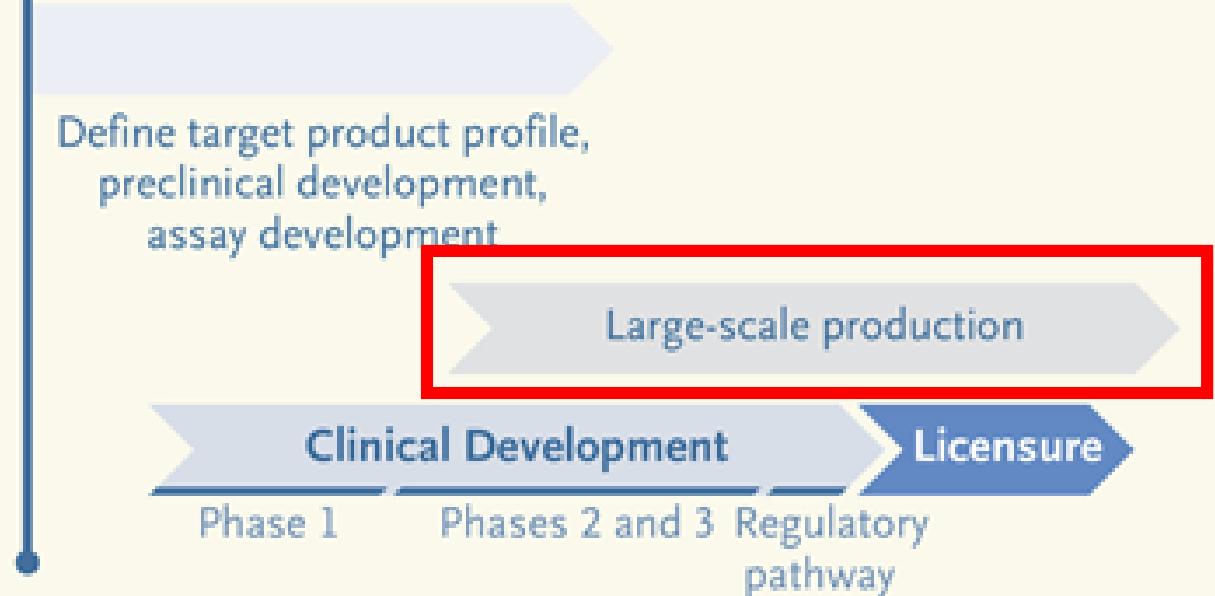 Define target product profile,
preclinical development,
assay development
Large-scale production
Clinical Development
Licensure
Phase 1
Phases 2 and 3
Regulatory
pathway